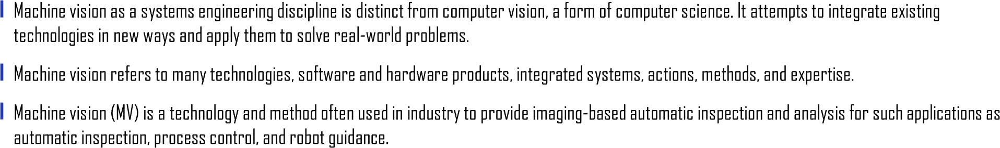 Machine vision as a systems engineering discipline is distinct from computer vision, a form of computer science. It attempts to integrate existing
technologies in new ways and apply them to solve real-world problems.
Machine vision refers to many technologies, software and hardware products, integrated systems, actions, methods, and expertise.
Machine vision (MV) is a technology and method often used in industry to provide imaging-based automatic inspection and analysis for such applications as
automatic inspection, process control, and robot guidance.